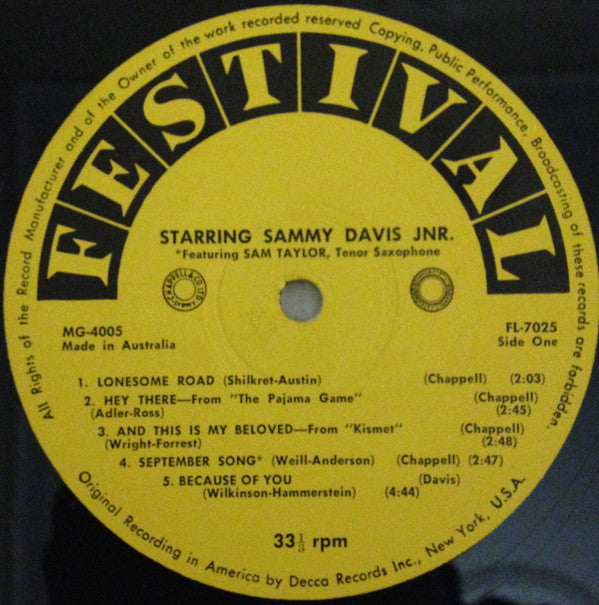 All Rights of the Record Manufacturer and of the Owner of the work recorded reserved Copying, Public Performance, Broadcasting of these records are forbidden.
FESTIVAL
STARRING SAMMY DAVIS JNR.
*Featuring SAM TAYLOR, Tenor Saxophone
CHAPPELL & CO LTD
MG-4005 FL-7025
Made in Australia Side One
1. LONESOME ROAD (Shilkret-Austin) (Chappell) (2:03)
2. HEY THERE—From "The Pajama Game" (Chappell)
(Adler-Ross) (2:45)
3. AND THIS IS MY BELOVED—From "Kismet" (Chappell)
(Wright-Forrest) (2:48)
4. SEPTEMBER SONG* (Weill-Anderson) (Chappell) (2:47)
5. BECAUSE OF YOU (Davis)
(Wilkinson-Hammerstein) (4:44)
33⅓ rpm
Original Recording in America by Decca Records Inc., New York, U.S.A.